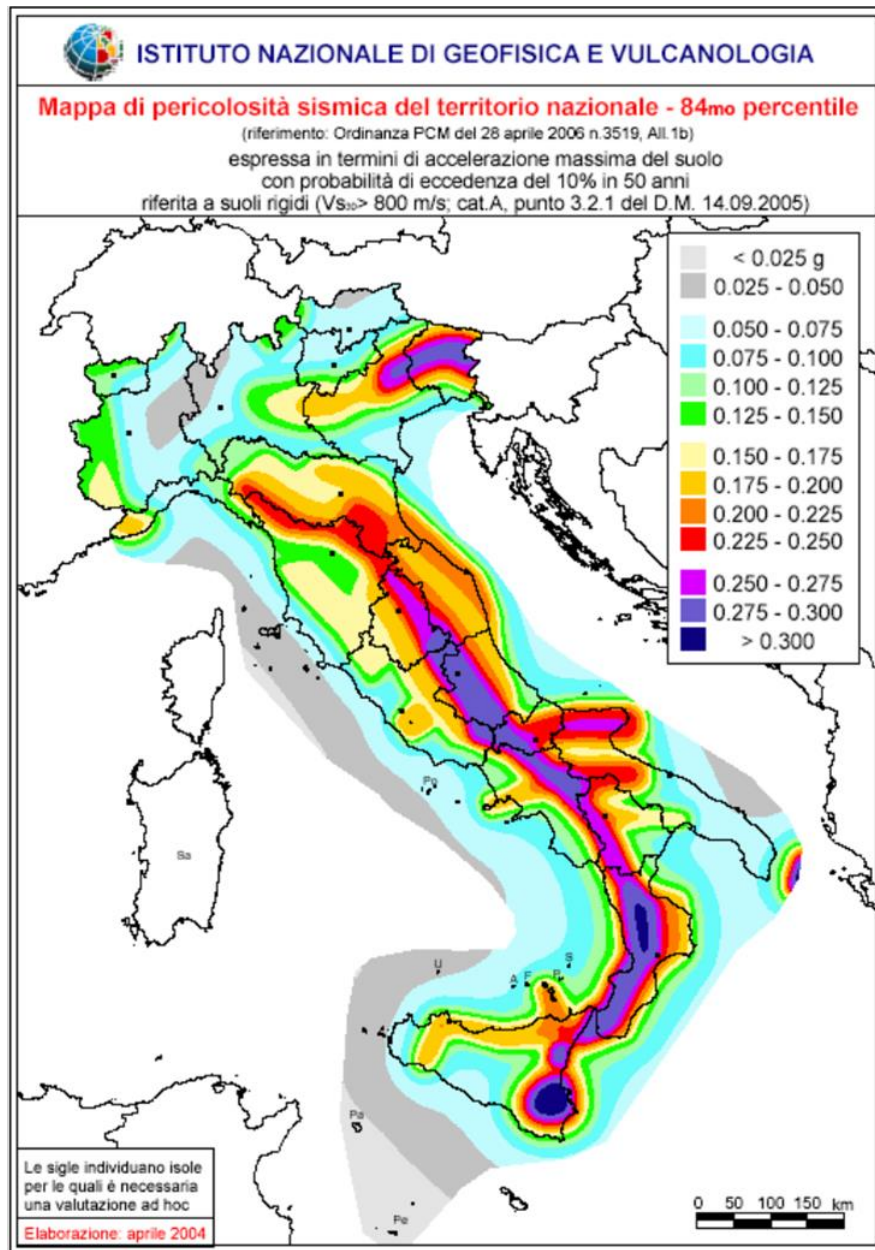 ISTITUTO NAZIONALE DI GEOFISICA E VULCANOLOGIA
Mappa di pericolosità sismica del territorio nazionale - 84mo percentile
(riferimento: Ordinanza PCM del 28 aprile 2006 n.3519, All.1b)
espressa in termini di accelerazione massima del suolo
con probabilità di eccedenza del 10% in 50 anni
riferita a suoli rigidi (Vs30> 800 m/s; cat.A, punto 3.2.1 del D.M. 14.09.2005)
< 0.025 g
0.025 - 0.050
0.050 - 0.075
0.075 - 0.100
0.100 - 0.125
0.125 - 0.150
0.150 - 0.175
0.175 - 0.200
0.200 - 0.225
0.225 - 0.250
0.250 - 0.275
0.275 - 0.300
> 0.300
Po
Sa
U
A
F
S
Pa
Pe
Le sigle individuano isole
per le quali è necessaria
una valutazione ad hoc
Elaborazione: aprile 2004
0 50 100 150 km